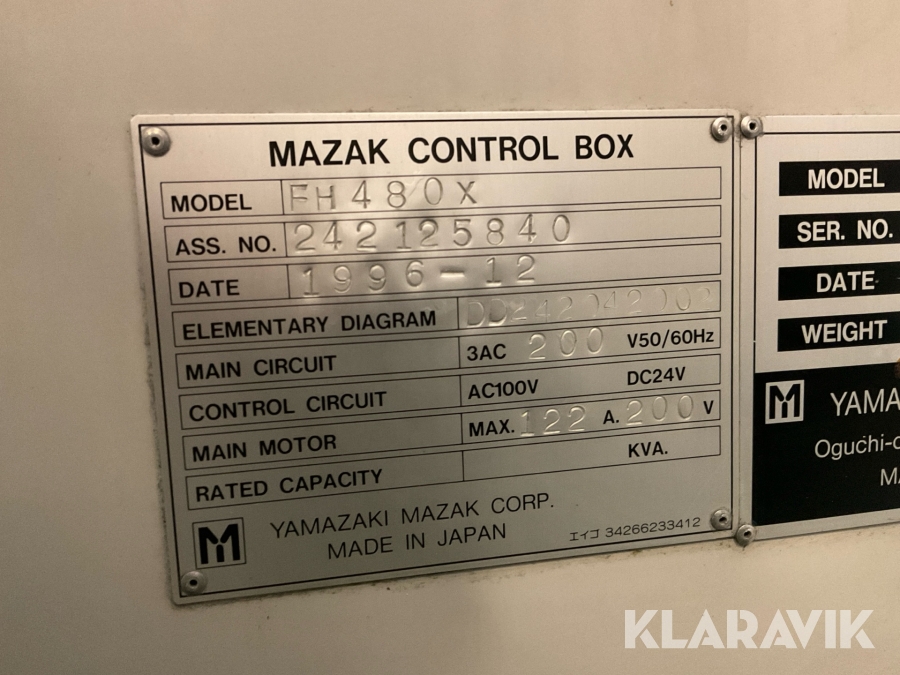 MAZAK CONTROL BOX
MODEL FH480X
ASS. NO. 242125840
DATE 1996-12
ELEMENTARY DIAGRAM
MAIN CIRCUIT 3AC 200 V50/60Hz
CONTROL CIRCUIT AC100V DC24V
MAIN MOTOR MAX. 122 A. 200 V
RATED CAPACITY KVA.
YAMAZAKI MAZAK CORP.
MADE IN JAPAN
エイゴ 34266233412
MODEL
SER. NO.
DATE
WEIGHT
KLARAVIK